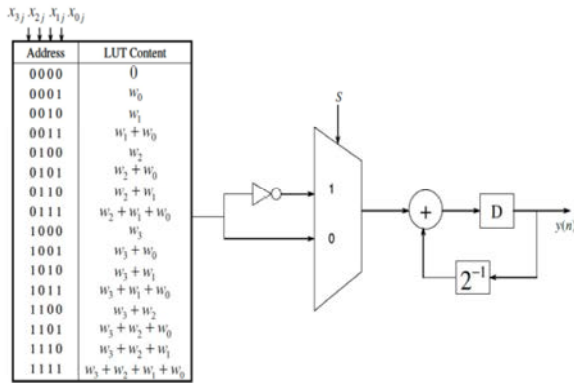 x3j x2j x1j x0j
Address LUT Content
0000 0
0001 w0
0010 w1
0011 w1 + w0
0100 w2
0101 w2 + w0
0110 w2 + w1
0111 w2 + w1 + w0
1000 w3
1001 w3 + w0
1010 w3 + w1
1011 w3 + w1 + w0
1100 w3 + w2
1101 w3 + w2 + w0
1110 w3 + w2 + w1
1111 w3 + w2 + w1 + w0
S
1
0
+
D
y(n)
2^-1